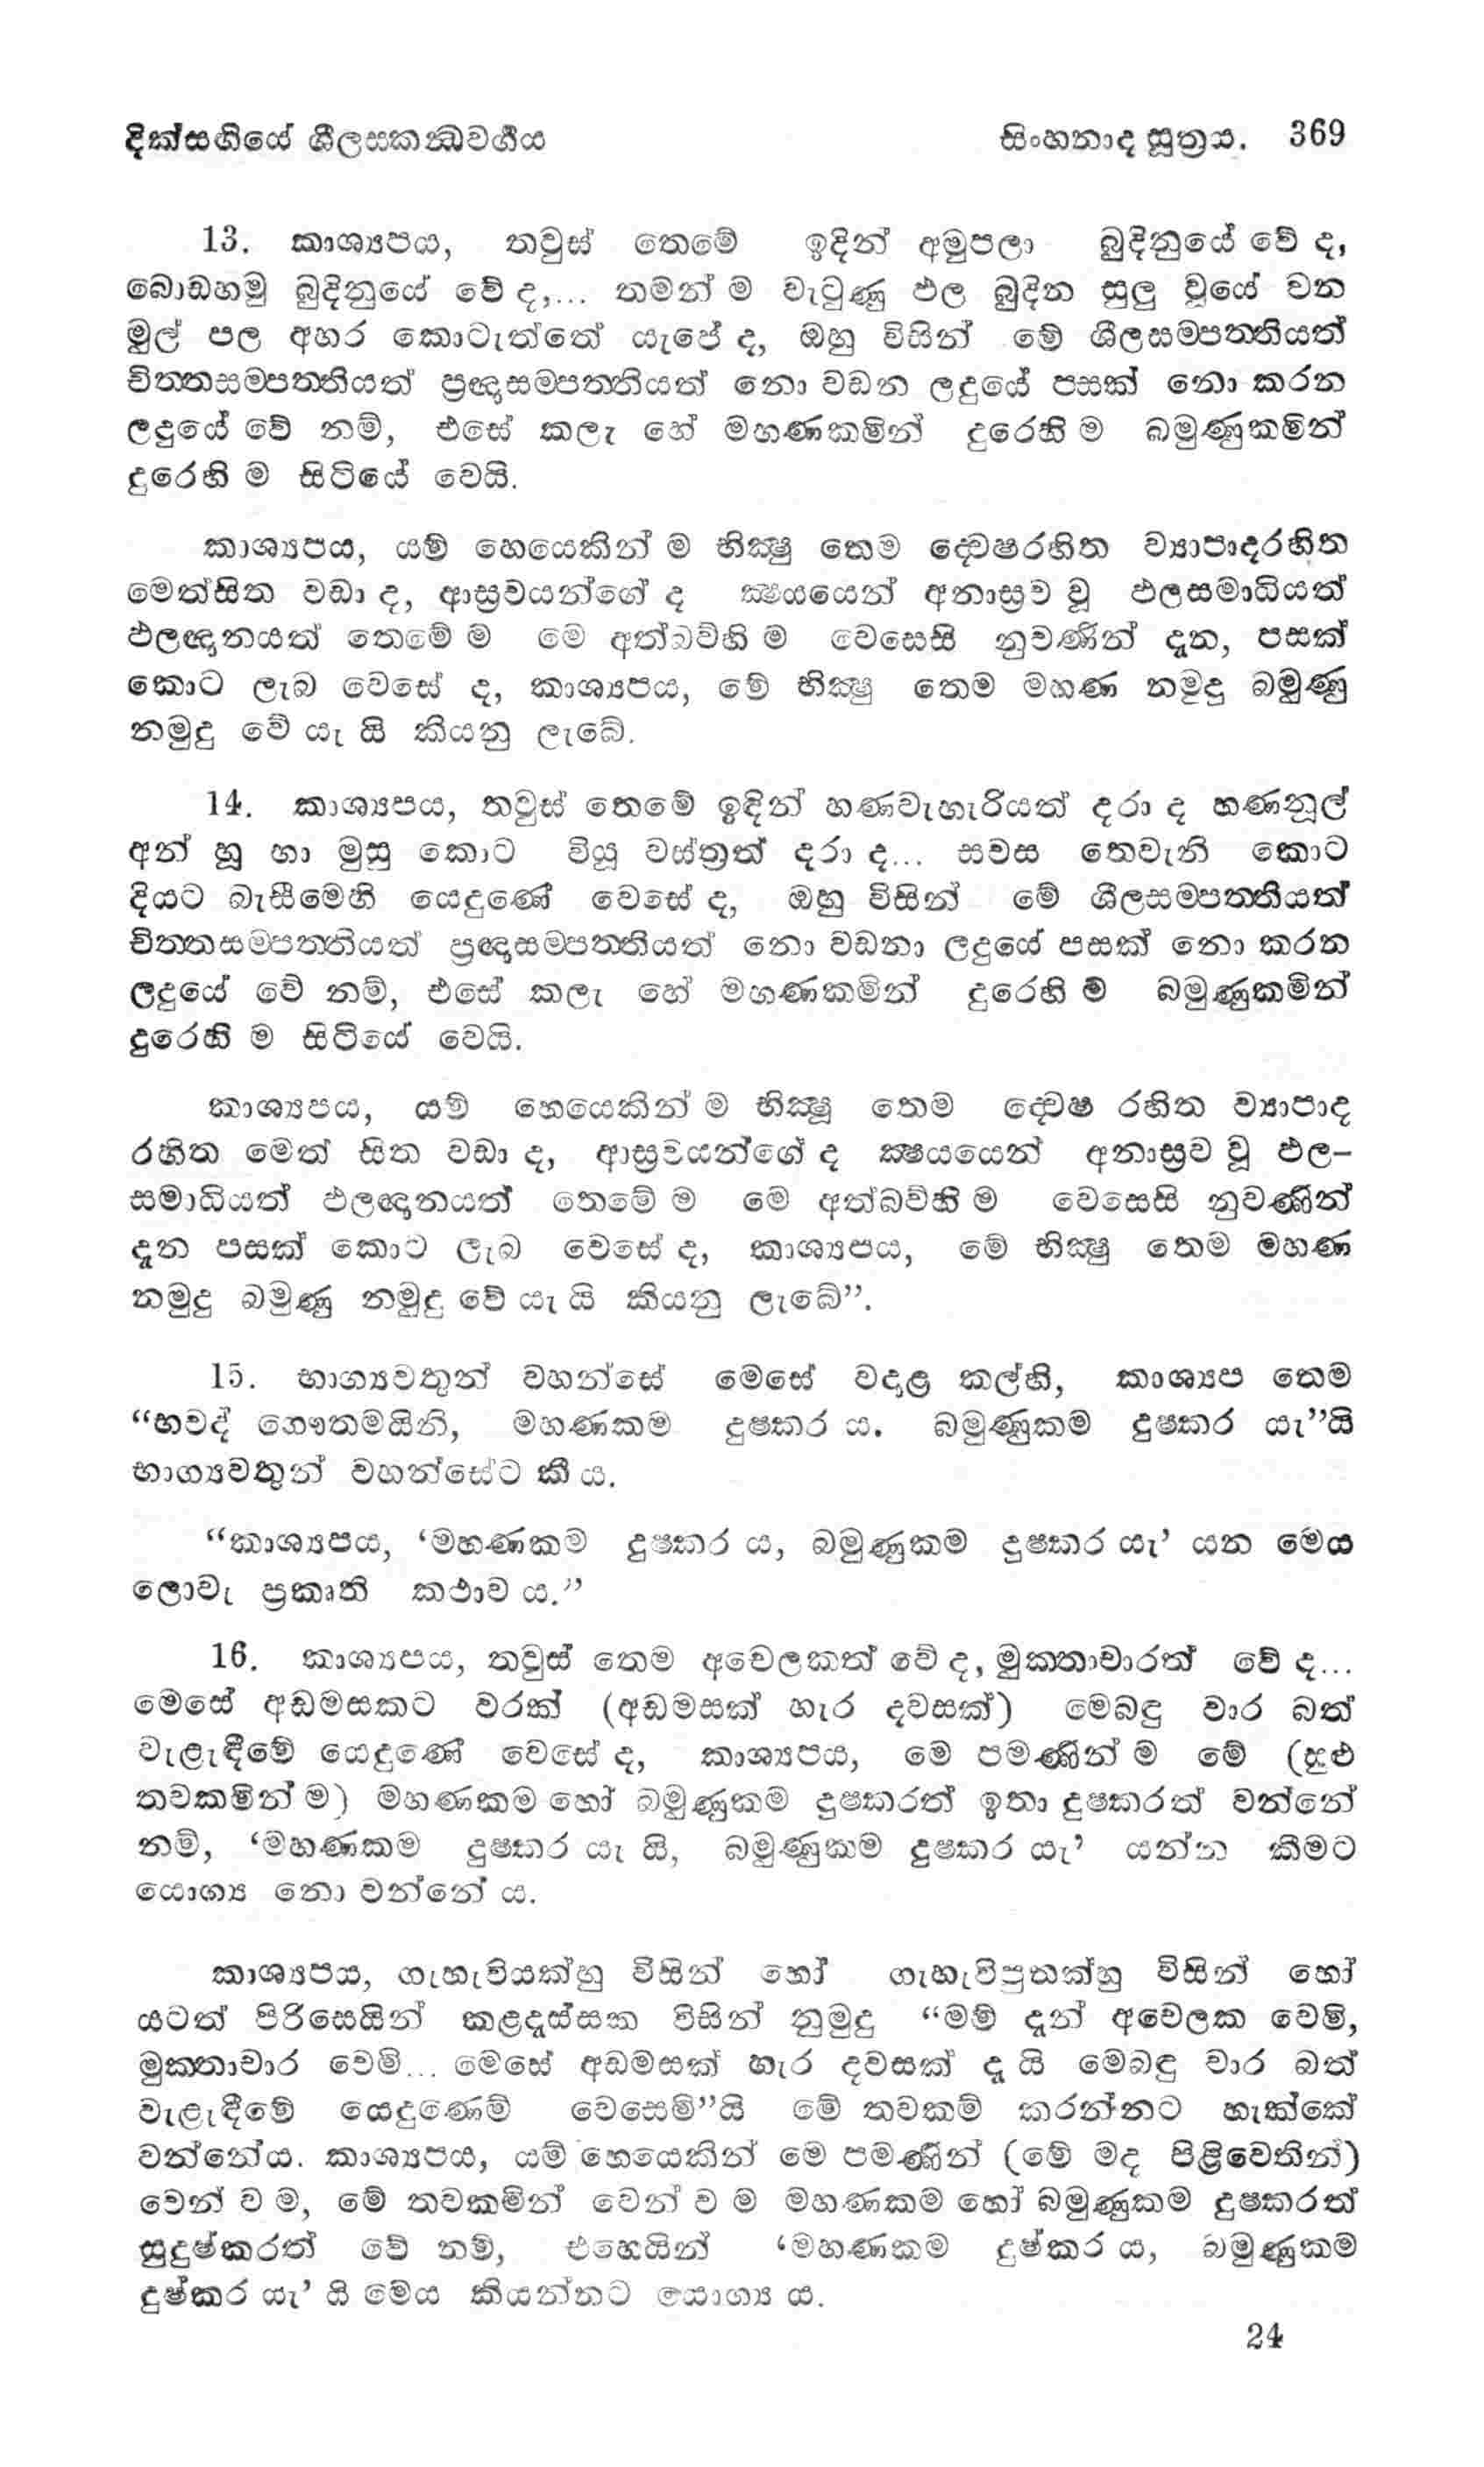 දික්සඟියේ ශීලසකන්‍ධවර්‍ගය සිංහනාද සූත්‍රය. 369
13. කාශ්‍යපය, තවුස් තෙමේ ඉදින් අමුපලා බුදිනුයේ වේ ද,
බොඩහමු බුදිනුයේ වේ ද,... තමන් ම වැටුණු ඵල බුදින සුලු වූයේ වන
මුල් පල අහර කොටැත්තේ යැපේ ද, ඔහු විසින් මේ ශීලසම්පත්තියත්
චිත්තසම්පත්තියත් ප්‍රඥාසම්පත්තියත් නො වඩන ලදුයේ පසක් නො කරන
ලදුයේ වේ නම්, එසේ කලැ හේ මහණකමින් දුරෙහි ම බමුණුකමින්
දුරෙහි ම සිටියේ වෙයි.
කාශ්‍යපය, යම් හෙයෙකින් ම භික්‍ෂු තෙම ද්‍වේෂරහිත ව්‍යාපාදරහිත
මෙත්සිත වඩා ද, ආස්‍රවයන්ගේ ද ක්‍ෂයයෙන් අනාස්‍රව වූ ඵලසමාධියත්
ඵලඥානයත් තෙමේ ම මෙ අත්බව්හි ම වෙසෙසි නුවණින් දැන, පසක්
කොට ලැබ වෙසේ ද, කාශ්‍යපය, මේ භික්‍ෂු තෙම මහණ නමුදු බමුණු
නමුදු වේ යැ යි කියනු ලැබේ.
14. කාශ්‍යපය, තවුස් තෙමේ ඉඳින් හණවැහැරියත් දරා ද හණනූල්
අන් හූ හා මුසු කොට වියූ වස්ත්‍රත් දරා ද... සවස තෙවැනි කොට
දියට බැසීමෙහි යෙදුණේ වෙසේ ද, ඔහු විසින් මේ ශීලසම්පත්තියත්
චිත්තසම්පත්තියත් ප්‍රඥාසම්පත්තියත් නො වඩනා ලදුයේ පසක් නො කරන
ලදුයේ වේ නම්, එසේ කලැ හේ මහණකමින් දුරෙහි ම බමුණුකමින්
දුරෙහි ම සිටියේ වෙයි.
කාශ්‍යපය, යම් හෙයෙකින් ම භික්‍ෂූ තෙම ද්‍වේෂ රහිත ව්‍යාපාද
රහිත මෙත් සිත වඩා ද, ආස්‍රවයන්ගේ ද ක්‍ෂයයෙන් අනාස්‍රව වූ ඵල-
සමාධියත් ඵලඥානයත් තෙමේ ම මෙ අත්බව්හි ම වෙසෙසි නුවණින්
දැන පසක් කොට ලැබ වෙසේ ද, කාශ්‍යපය, මේ භික්‍ෂු තෙම මහණ
නමුදු බමුණු නමුදු වේ යැ යි කියනු ලැබේ”.
15. භාග්‍යවතුන් වහන්සේ මෙසේ වදාළ කල්හි, කාශ්‍යප තෙම
“භවද් ගෞතමයිනි, මහණකම දුෂ්කර ය. බමුණුකම දුෂ්කර යැ”යි
භාග්‍යවතුන් වහන්සේට කී ය.
“කාශ්‍යපය, ‘මහණකම දුෂ්කර ය, බමුණුකම දුෂ්කර යැ’ යන මෙය
ලොවැ ප්‍රකෘති කථාව ය.”
16. කාශ්‍යපය, තවුස් තෙම අචෙලකත් වේ ද, මුක්තාචාරත් වේ ද...
මෙසේ අඩමසකට වරක් (අඩමසක් හැර දවසක්) මෙබඳු වාර බත්
වැළැඳීමේ යෙදුණේ වෙසේ ද, කාශ්‍යපය, මෙ පමණින් ම මේ (සුළු
තවකමින් ම) මහණකම හෝ බමුණුකම දුෂ්කරත් ඉතා දුෂ්කරත් වන්නේ
නම්, ‘මහණකම දුෂ්කර යැ යි, බමුණුකම දුෂ්කර යැ’ යන්න කීමට
යොග්‍ය නො වන්නේ ය.
කාශ්‍යපය, ගැහැවියක්හු විසින් හෝ ගැහැවිපුතක්හු විසින් හෝ
යටත් පිරිසෙයින් කළදැස්සක විසින් නුමුදු “මම් දැන් අචෙලක වෙමි,
මුක්තාචාර වෙමි... මෙසේ අඩමසක් හැර දවසක් දැ යි මෙබඳු වාර බත්
වැළැඳීමේ යෙදුණෙම් වෙසෙමි”යි මේ තවකම් කරන්නට හැක්කේ
වන්නේය. කාශ්‍යපය, යම් හෙයෙකින් මෙ පමණින් (මේ මඳ පිළිවෙතින්)
වෙන් ව ම, මේ තවකමින් වෙන් ව ම මහණකම හෝ බමුණුකම දුෂ්කරත්
සුදුෂ්කරත් වේ නම්, එහෙයින් ‘මහණකම දුෂ්කර ය, බමුණුකම
දුෂ්කර යැ’ යි මෙය කියන්නට යොග්‍ය ය.
24